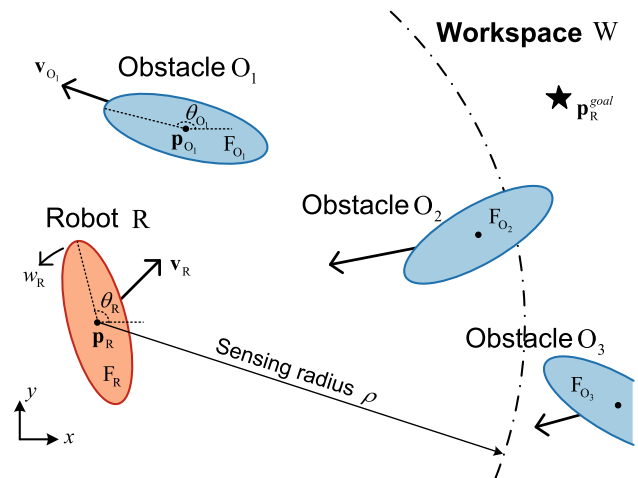 Workspace W
p_R^goal
v_O₁
Obstacle O₁
θ_O₁
p_O₁
F_O₁
Obstacle O₂
F_O₂
Robot R
w_R
v_R
θ_R
p_R
F_R
Sensing radius ρ
Obstacle O₃
F_O₃
y
x